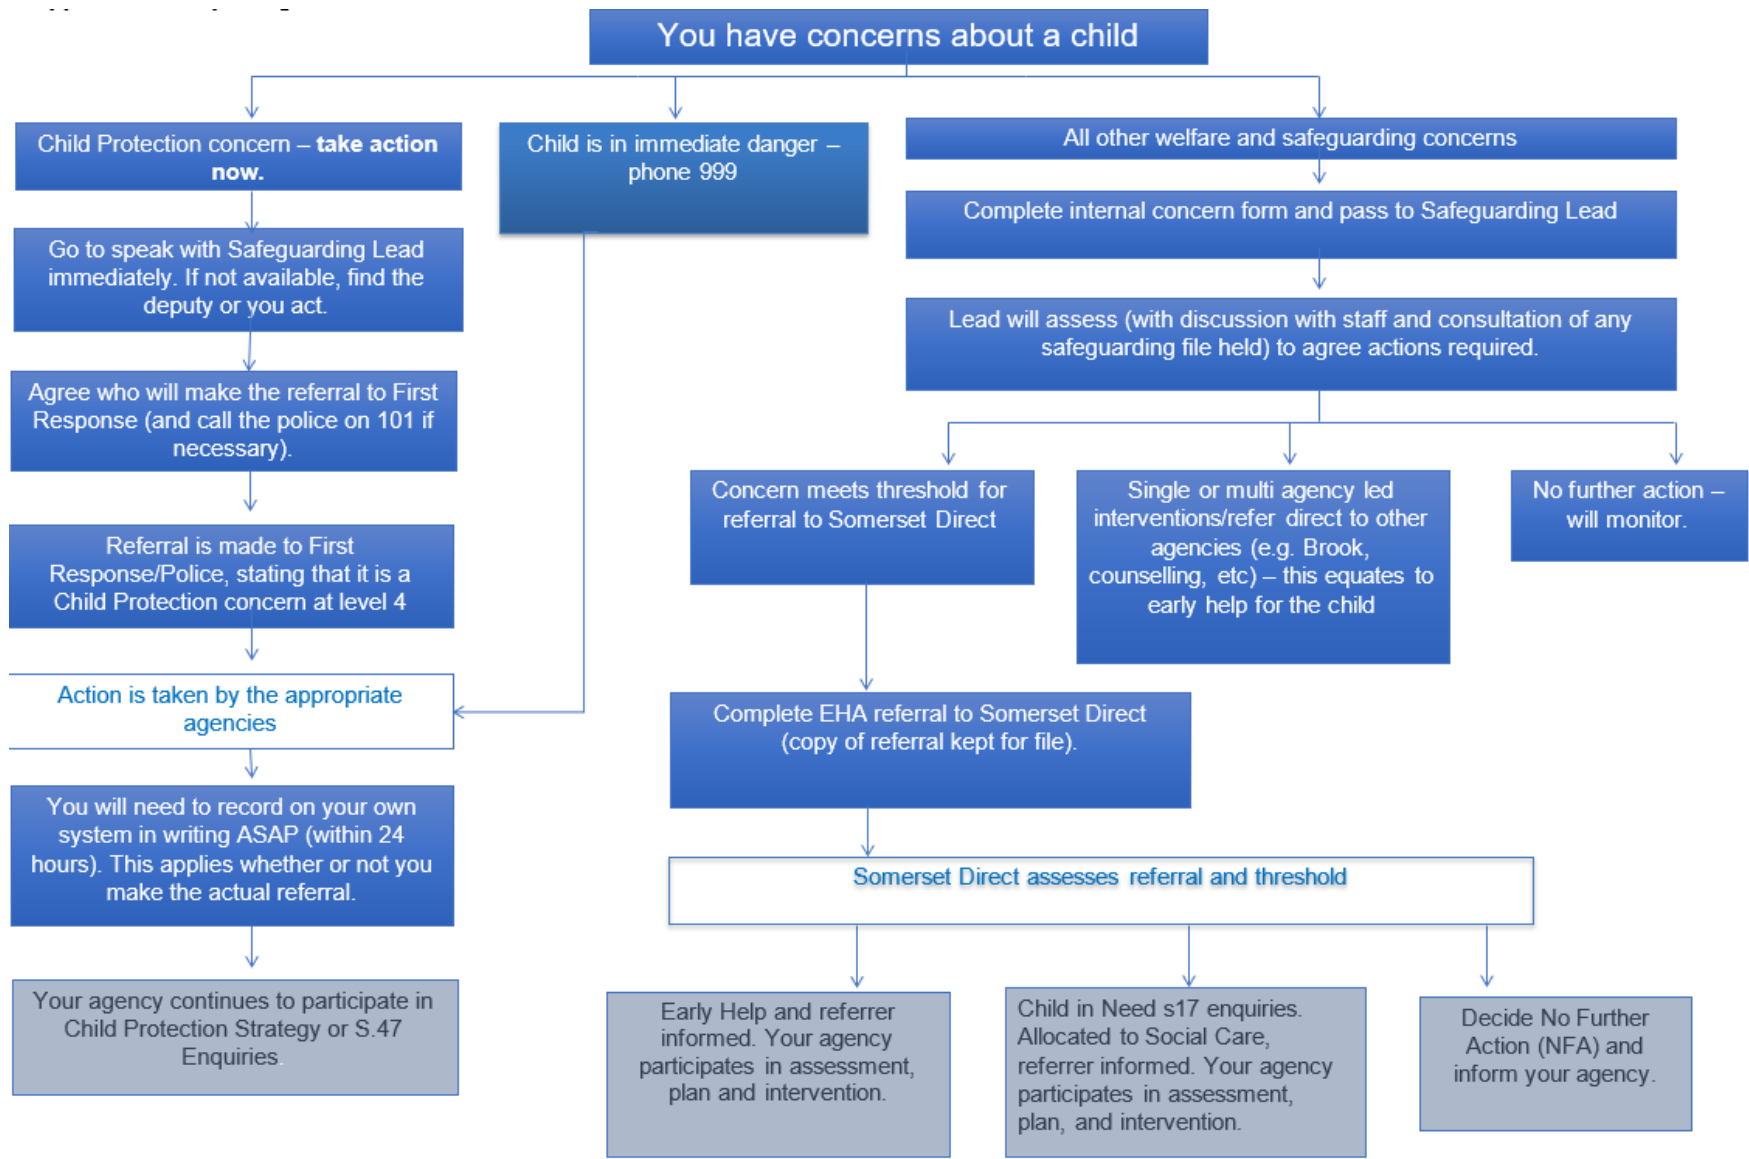 You have concerns about a child
Child Protection concern – take action
now.
Child is in immediate danger –
phone 999
All other welfare and safeguarding concerns
Complete internal concern form and pass to Safeguarding Lead
Go to speak with Safeguarding Lead
immediately. If not available, find the
deputy or you act.
Lead will assess (with discussion with staff and consultation of any
safeguarding file held) to agree actions required.
Agree who will make the referral to First
Response (and call the police on 101 if
necessary).
Concern meets threshold for
referral to Somerset Direct
Single or multi agency led
interventions/refer direct to other
agencies (e.g. Brook,
counselling, etc) – this equates to
early help for the child
No further action –
will monitor.
Referral is made to First
Response/Police, stating that it is a
Child Protection concern at level 4
Action is taken by the appropriate
agencies
Complete EHA referral to Somerset Direct
(copy of referral kept for file).
You will need to record on your own
system in writing ASAP (within 24
hours). This applies whether or not you
make the actual referral.
Somerset Direct assesses referral and threshold
Your agency continues to participate in
Child Protection Strategy or S.47
Enquiries.
Early Help and referrer
informed. Your agency
participates in assessment,
plan and intervention.
Child in Need s17 enquiries.
Allocated to Social Care,
referrer informed. Your agency
participates in assessment,
plan, and intervention.
Decide No Further
Action (NFA) and
inform your agency.